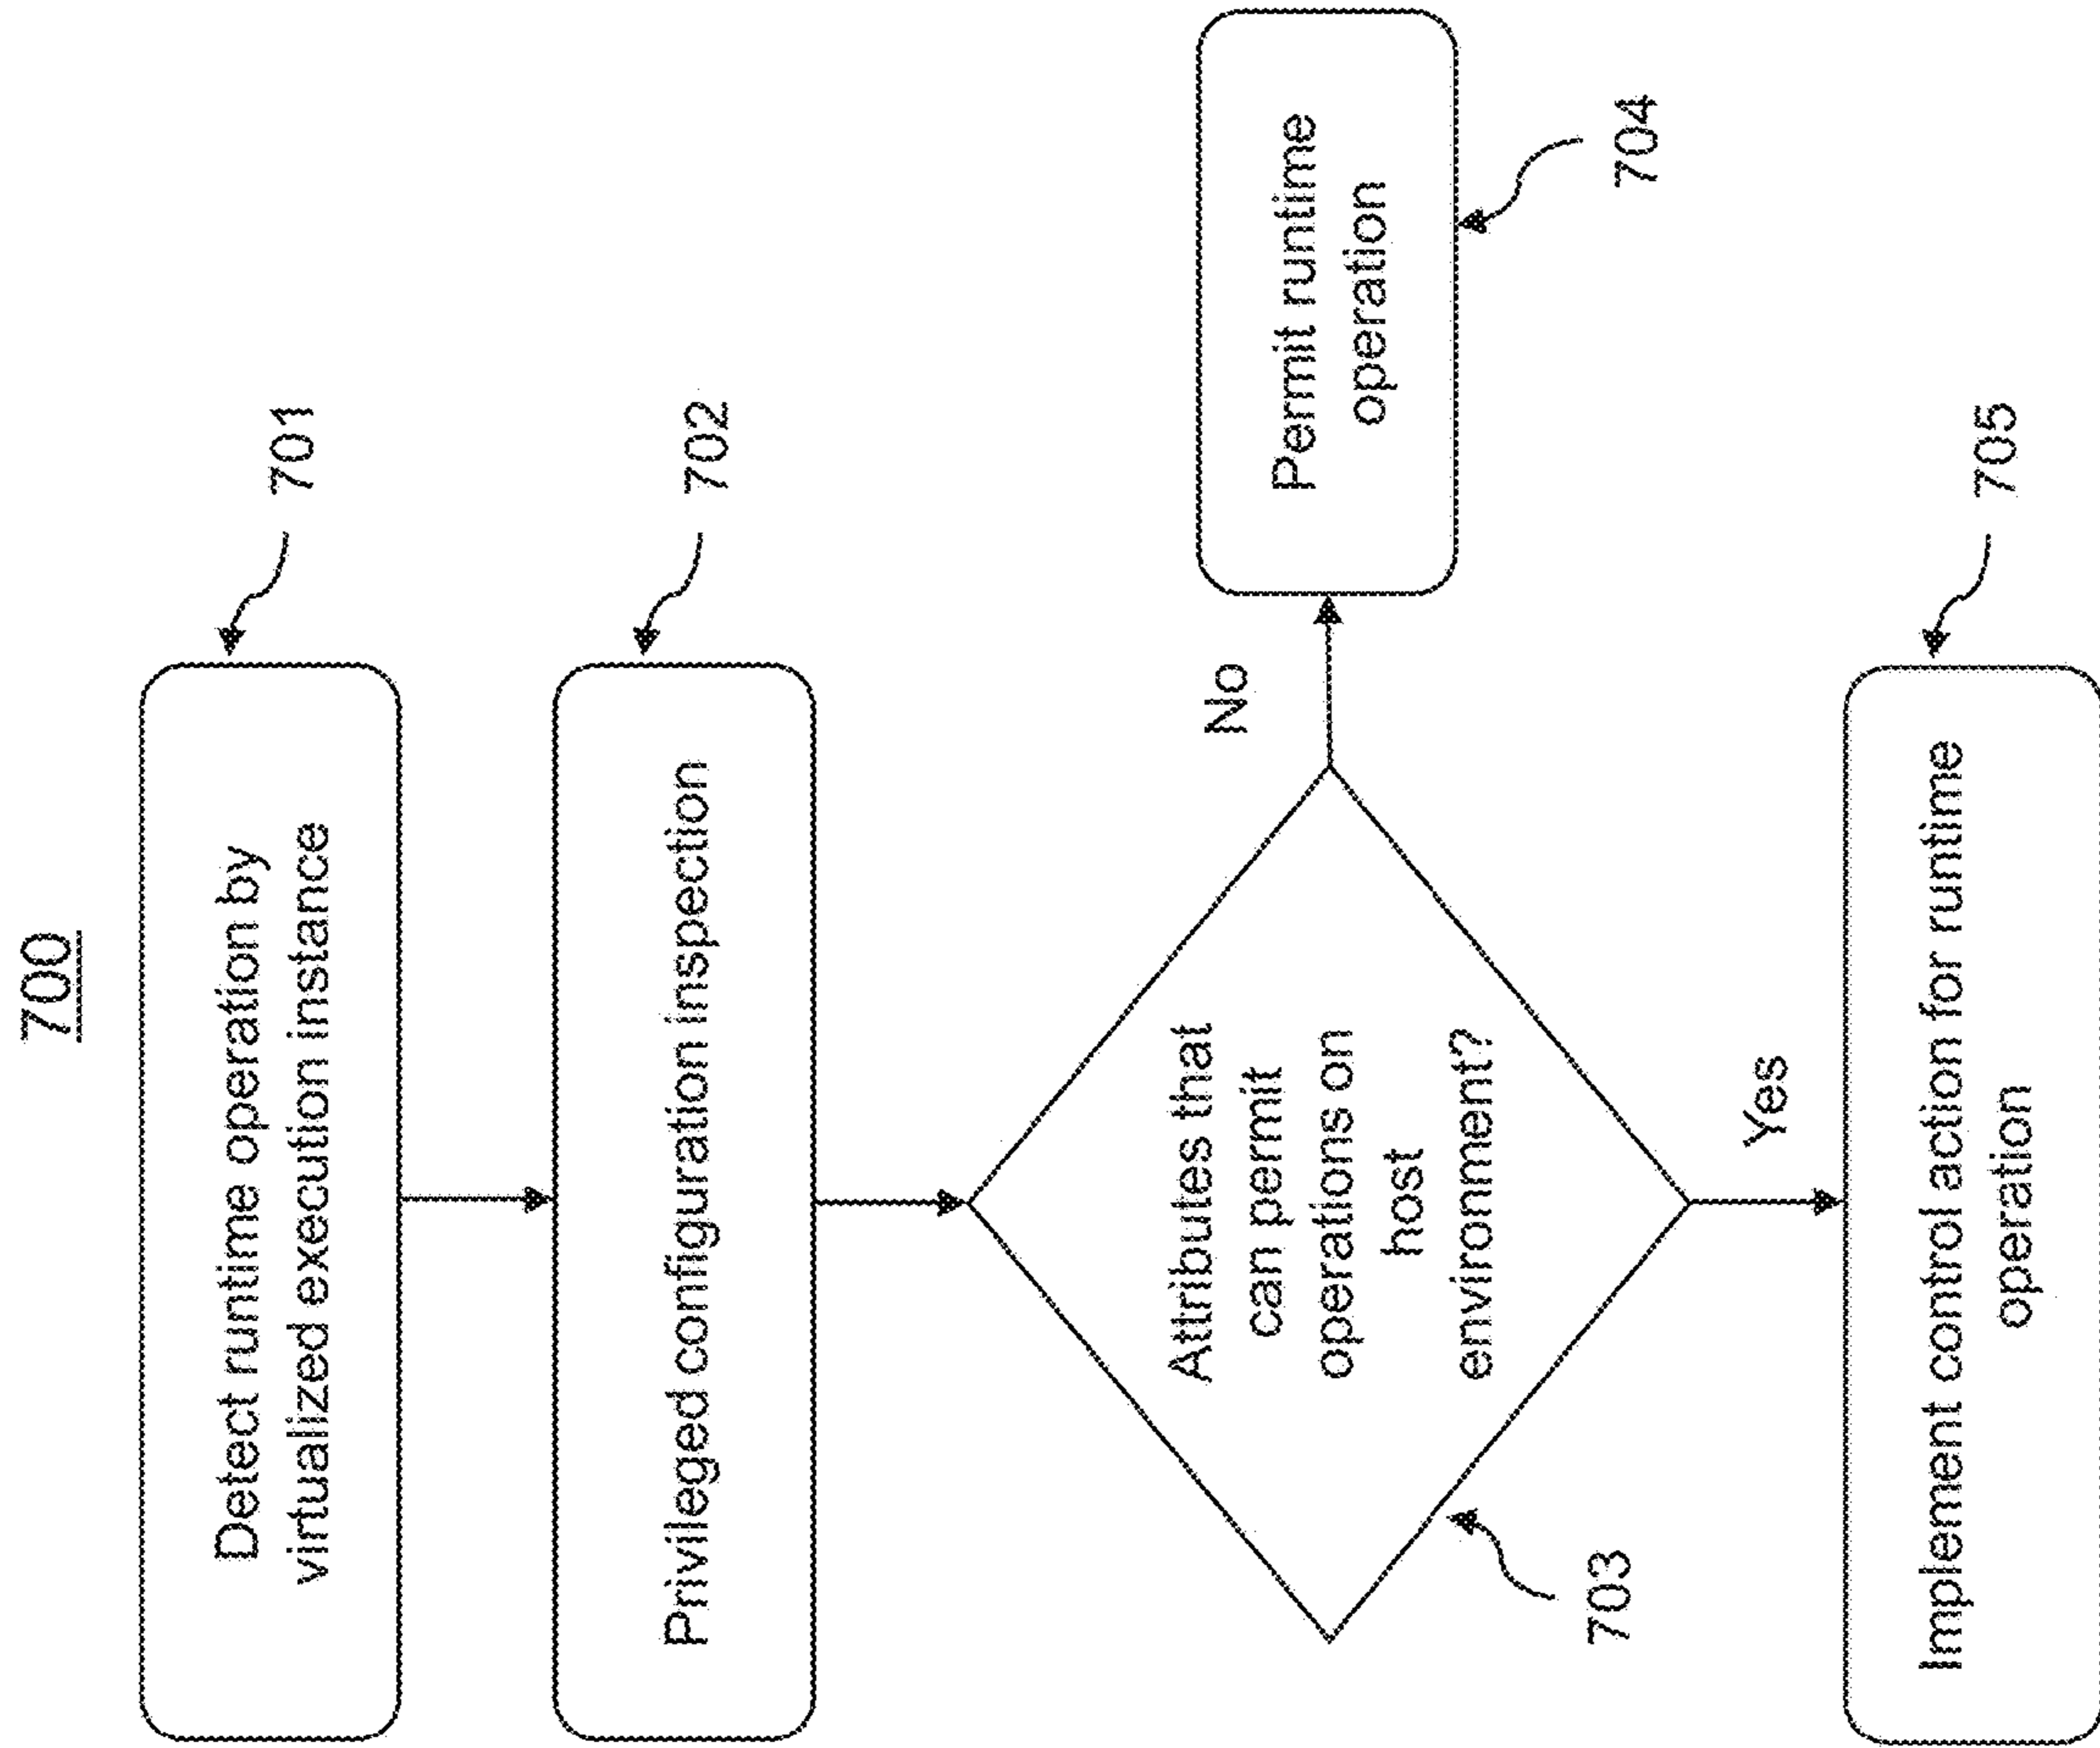 700
Detect runtime operation by
virtualized execution instance
701
Privileged configuration inspection
702
Attributes that
can permit
operations on
host
environment?
703
No
Permit runtime
operation
704
Yes
Implement control action for runtime
operation
705